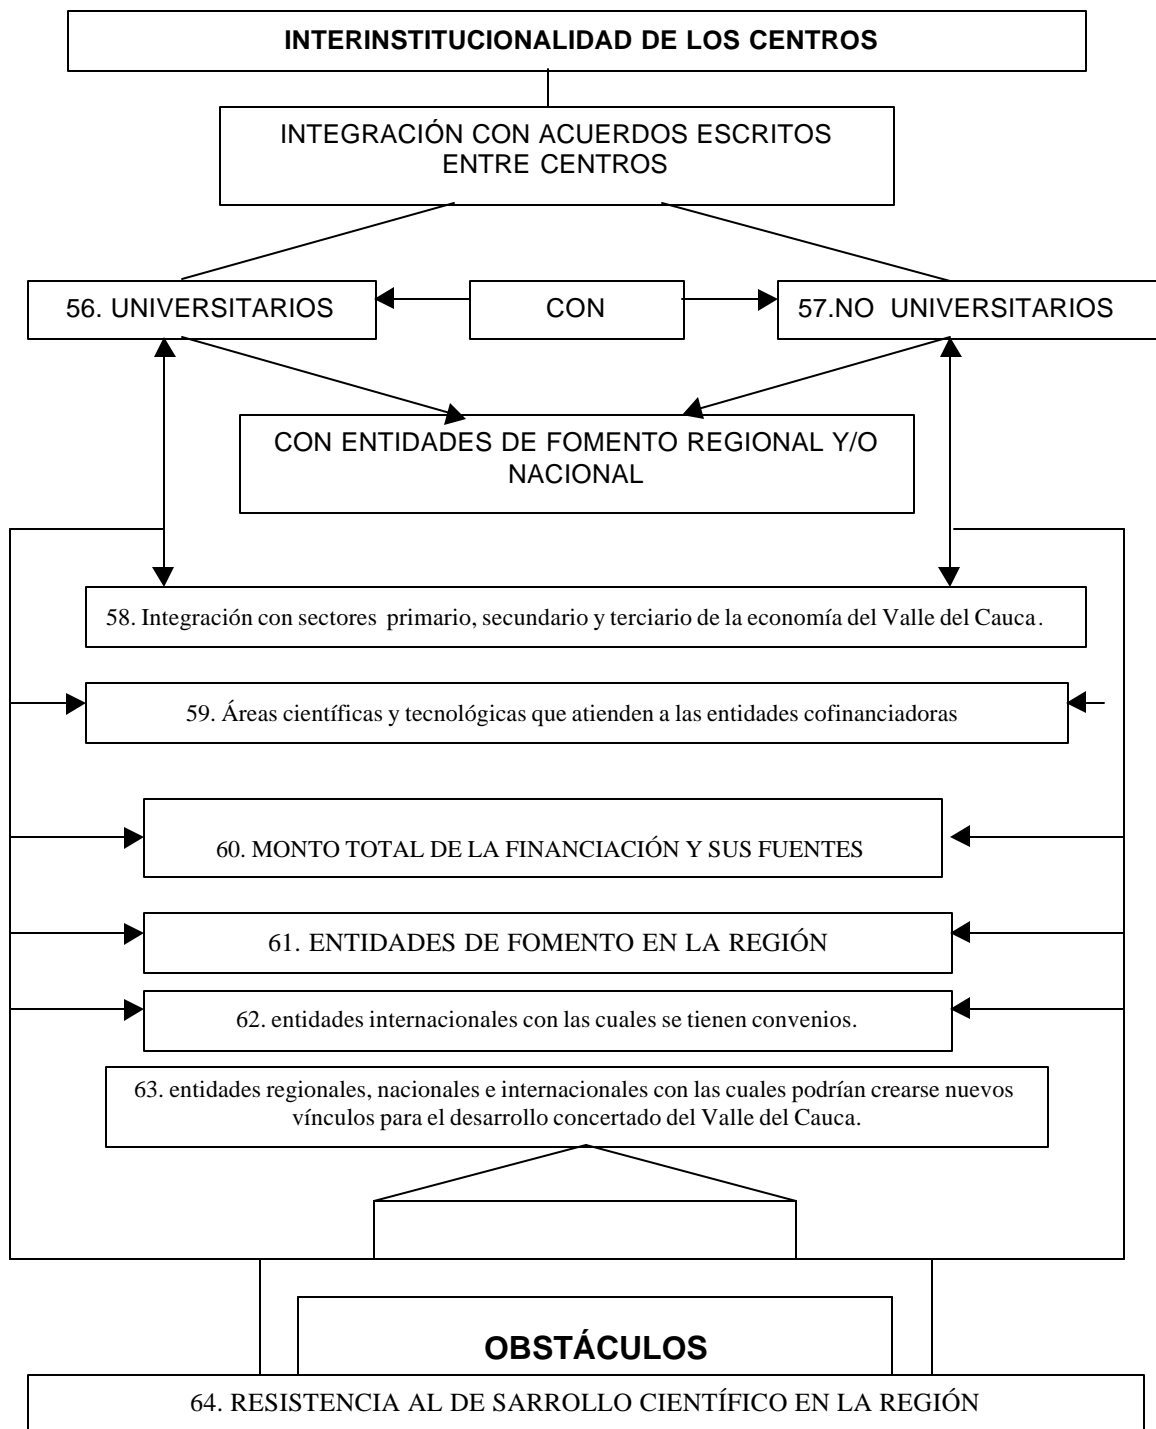 INTERINSTITUCIONALIDAD DE LOS CENTROS
INTEGRACIÓN CON ACUERDOS ESCRITOS
ENTRE CENTROS
56. UNIVERSITARIOS
CON
57.NO UNIVERSITARIOS
CON ENTIDADES DE FOMENTO REGIONAL Y/O
NACIONAL
58. Integración con sectores primario, secundario y terciario de la economía del Valle del Cauca.
59. Áreas científicas y tecnológicas que atienden a las entidades cofinanciadoras
60. MONTO TOTAL DE LA FINANCIACIÓN Y SUS FUENTES
61. ENTIDADES DE FOMENTO EN LA REGIÓN
62. entidades internacionales con las cuales se tienen convenios.
63. entidades regionales, nacionales e internacionales con las cuales podrían crearse nuevos
vínculos para el desarrollo concertado del Valle del Cauca.
OBSTÁCULOS
64. RESISTENCIA AL DE SARROLLO CIENTÍFICO EN LA REGIÓN